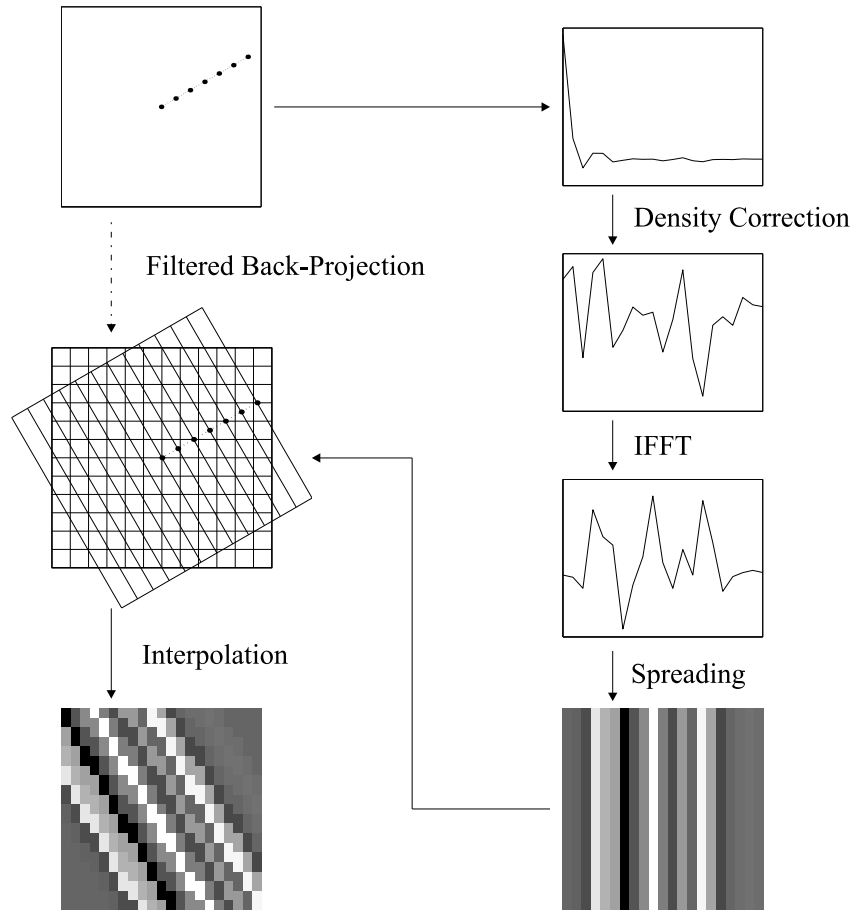 Density Correction
Filtered Back-Projection
IFFT
Interpolation
Spreading